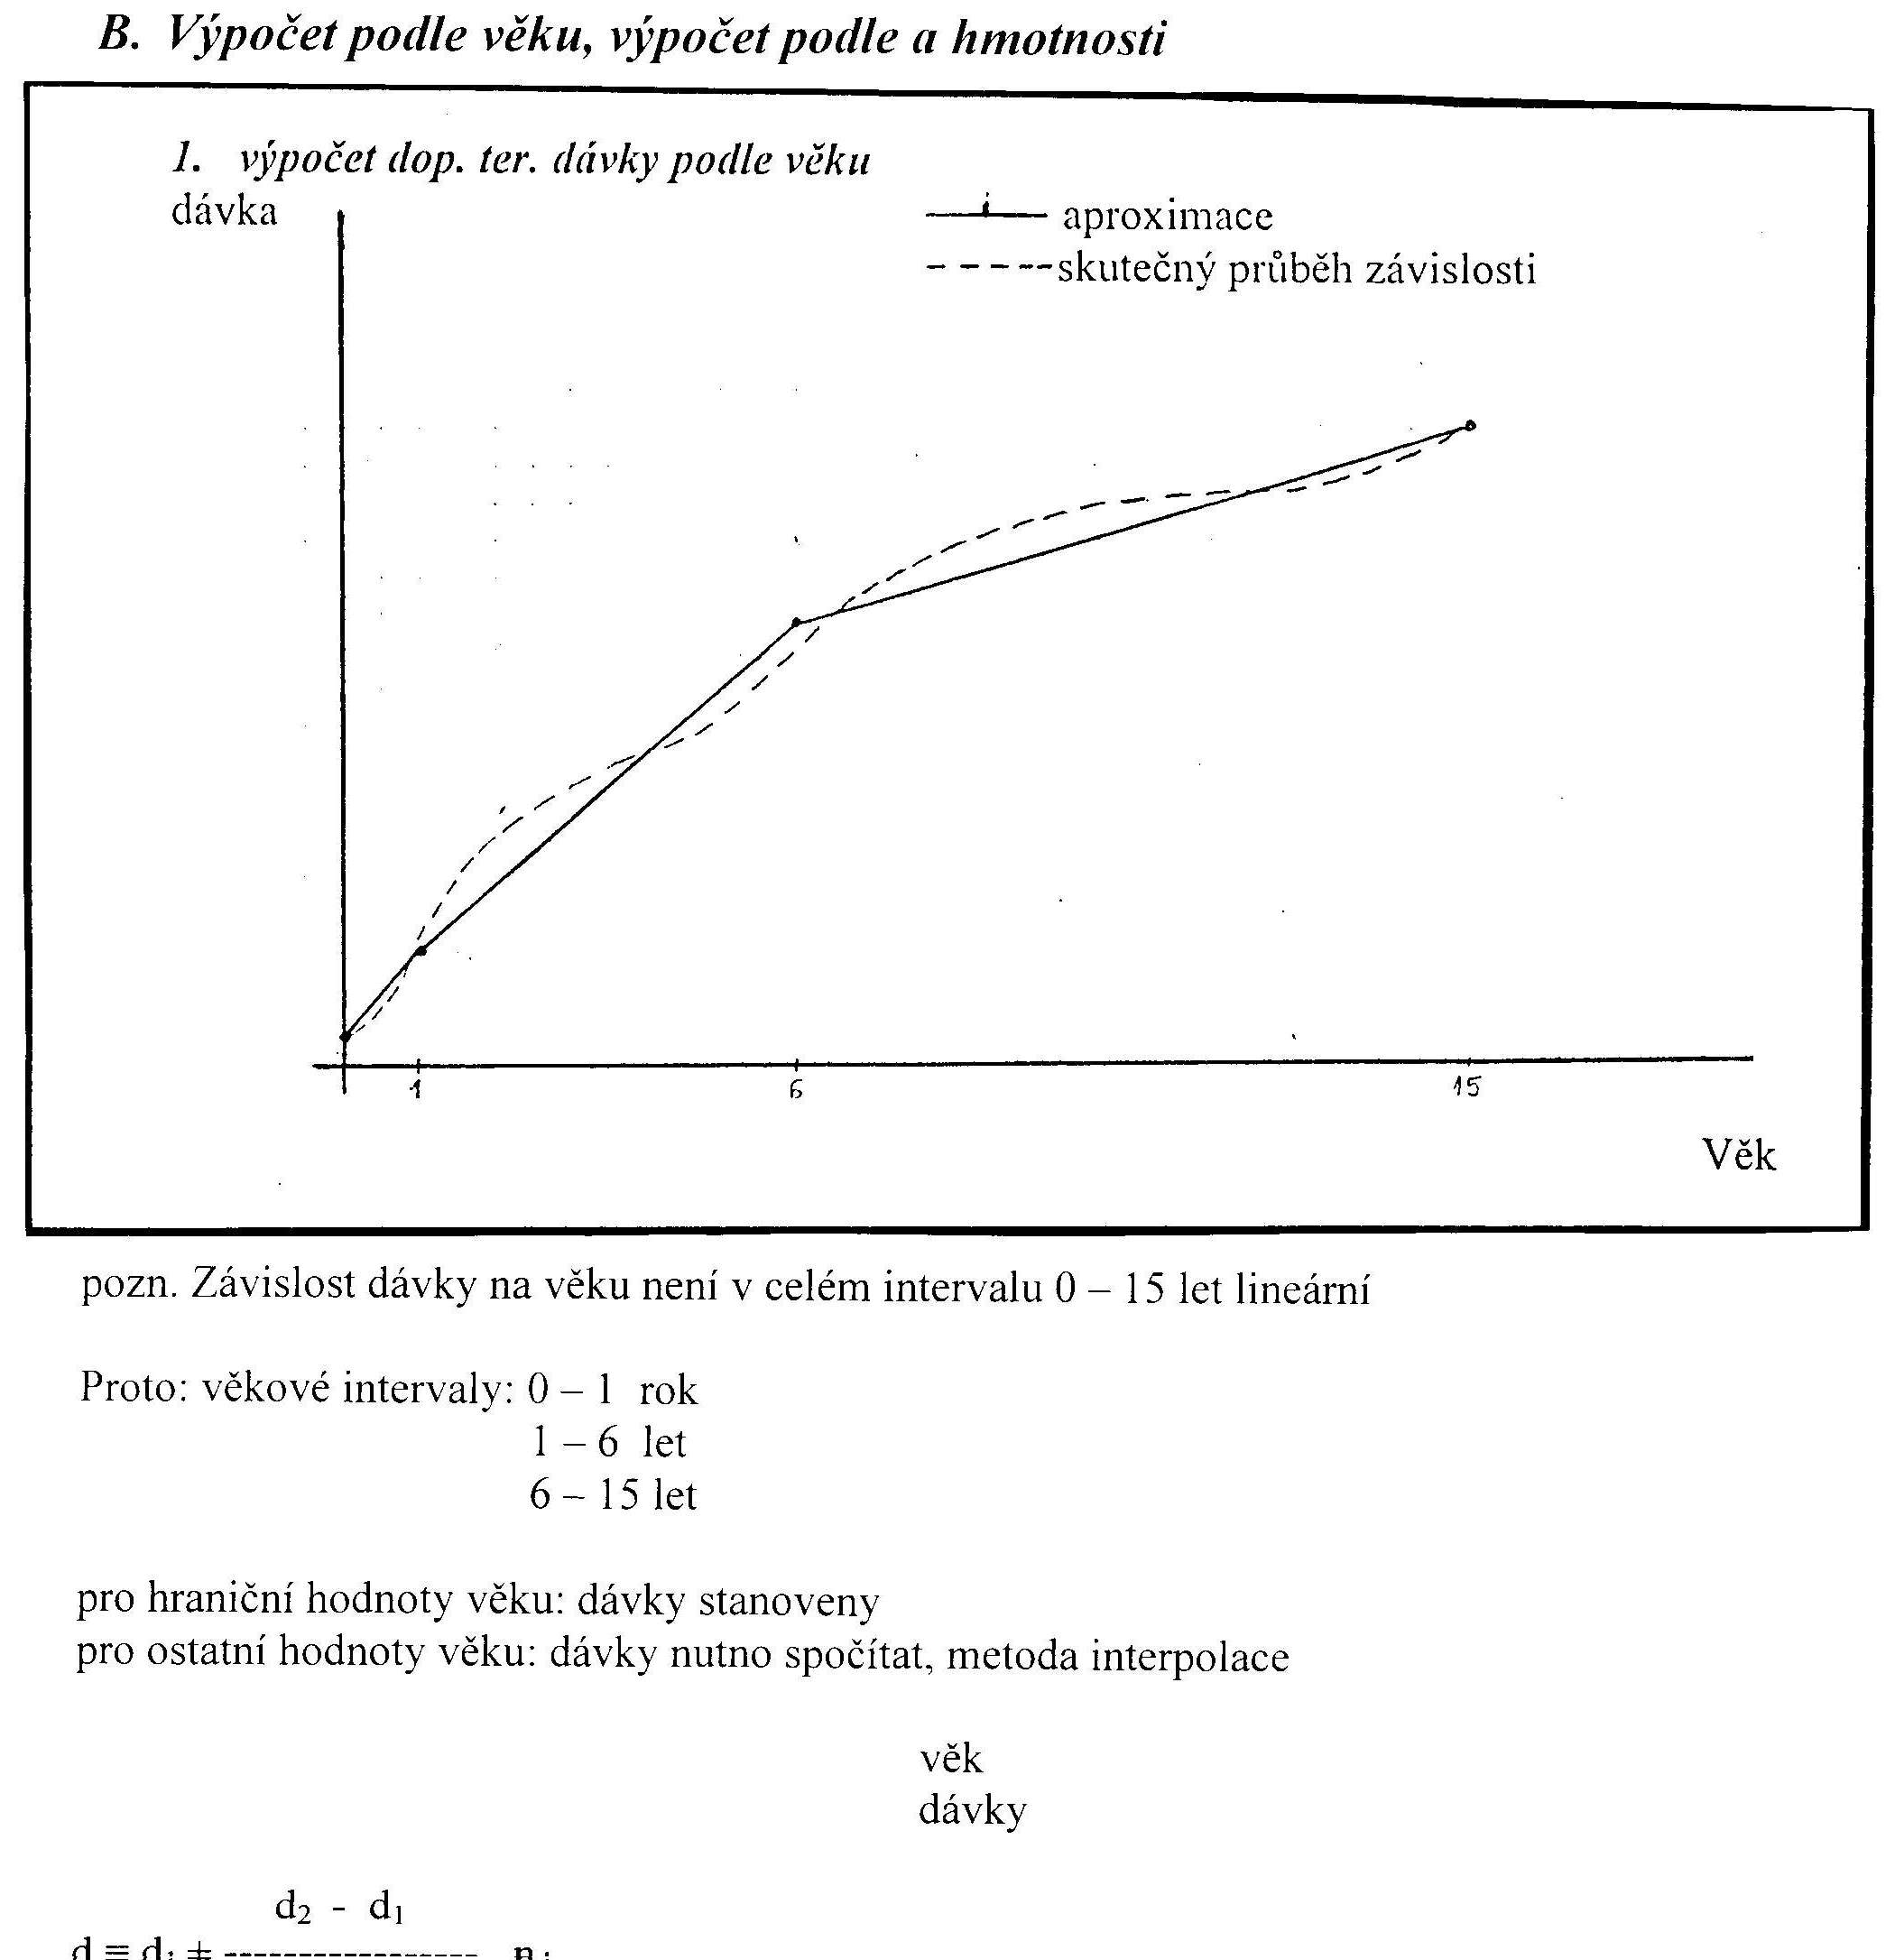 B. Výpočet podle věku, výpočet podle a hmotnosti
1. výpočet dop. ter. dávky podle věku
dávka
aproximace
skutečný průběh závislosti
1
6
15
Věk
pozn. Závislost dávky na věku není v celém intervalu 0 – 15 let lineární
Proto: věkové intervaly: 0 – 1 rok
1 – 6 let
6 – 15 let
pro hraniční hodnoty věku: dávky stanoveny
pro ostatní hodnoty věku: dávky nutno spočítat, metoda interpolace
věk
dávky
d₂ - d₁